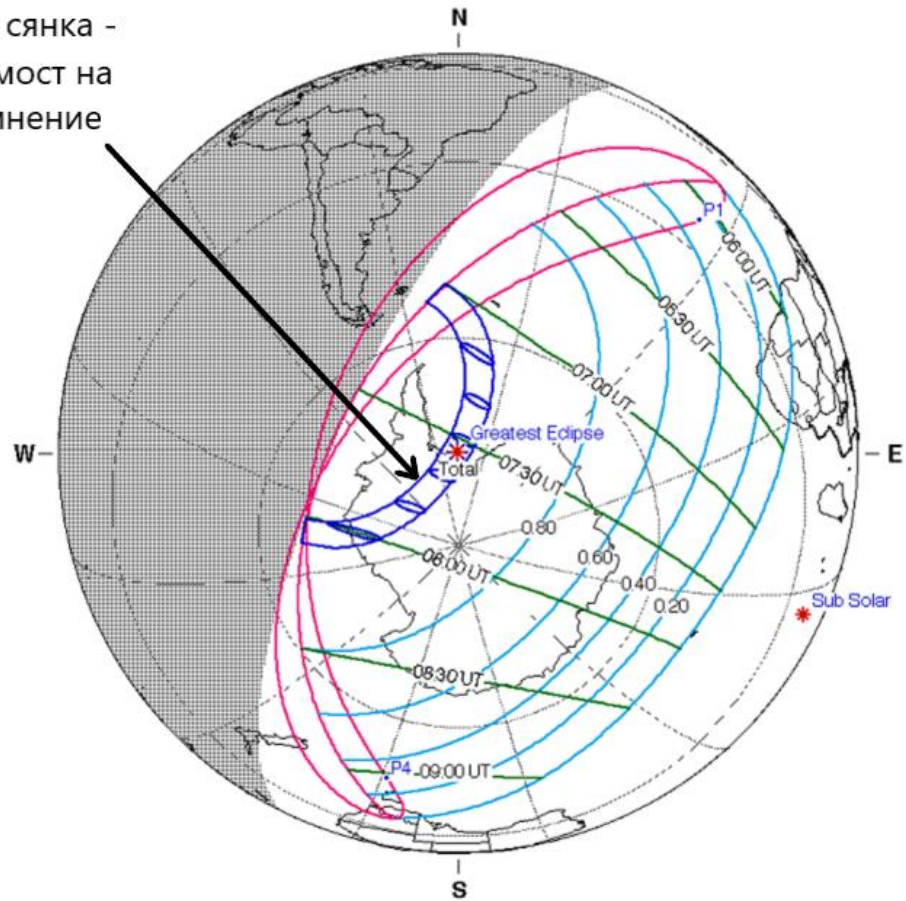 сянка -
мост на
нение
N
P1
06:00 UT
06:30 UT
07:00 UT
W
Greatest Eclipse
E
Total
07:30 UT
0.80
08:00 UT
0.60
0.40
0.20
Sub Solar
08:30 UT
P4
09:00 UT
S